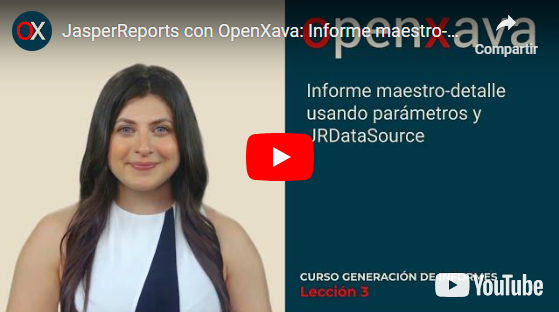 OX
JasperReports con OpenXava: Informe maestro-...
openxava
Compartir
Informe maestro-detalle
usando parámetros y
JRDataSource
CURSO GENERACIÓN DE INFORMES
Lección 3
YouTube